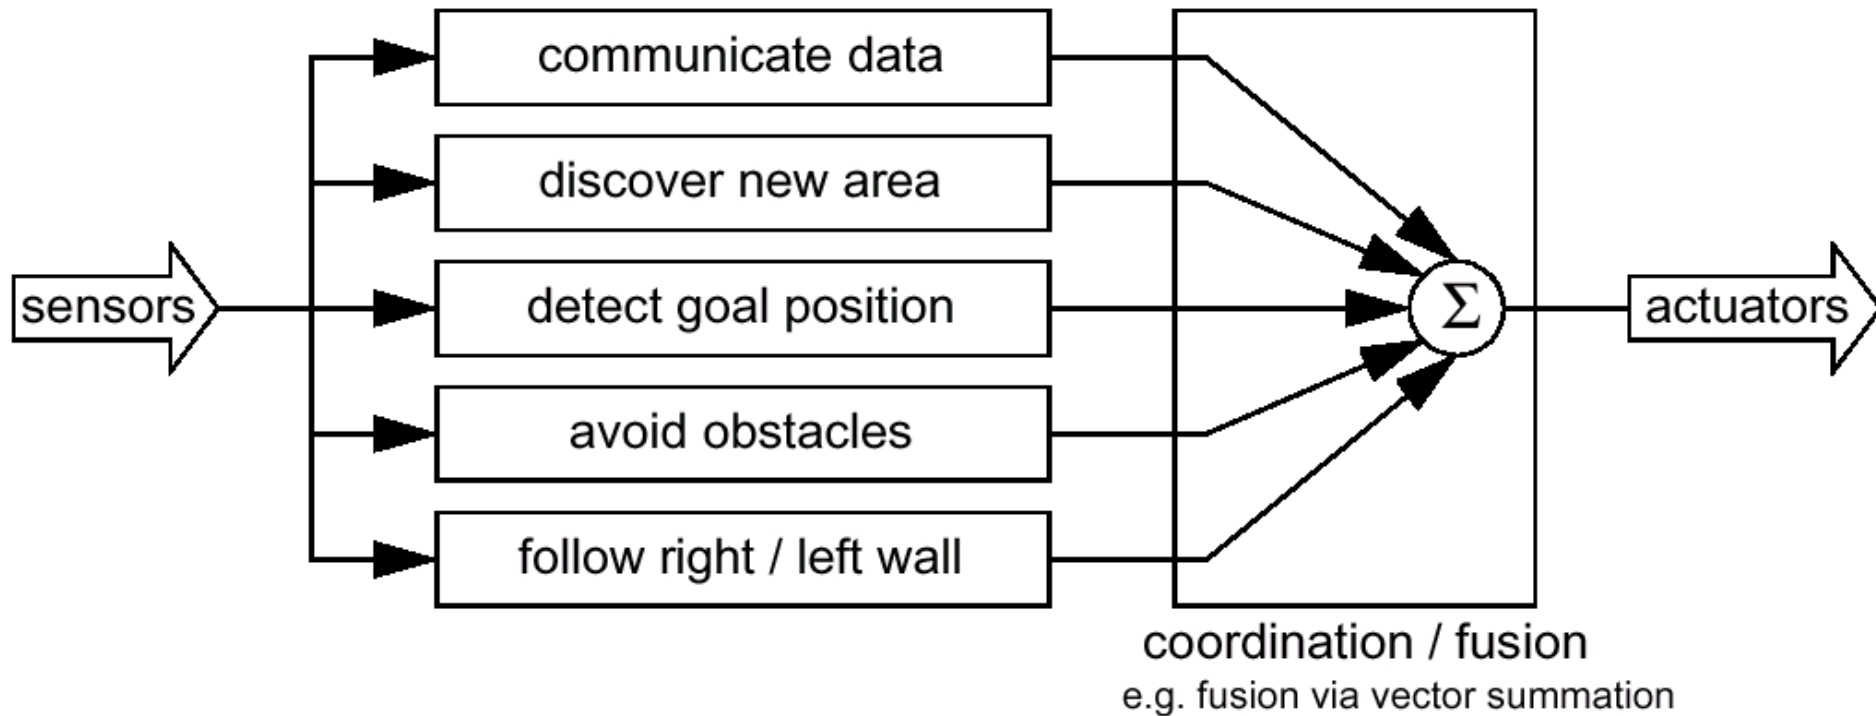 communicate data
discover new area
sensors
detect goal position
Σ
actuators
avoid obstacles
follow right / left wall
coordination / fusion
e.g. fusion via vector summation